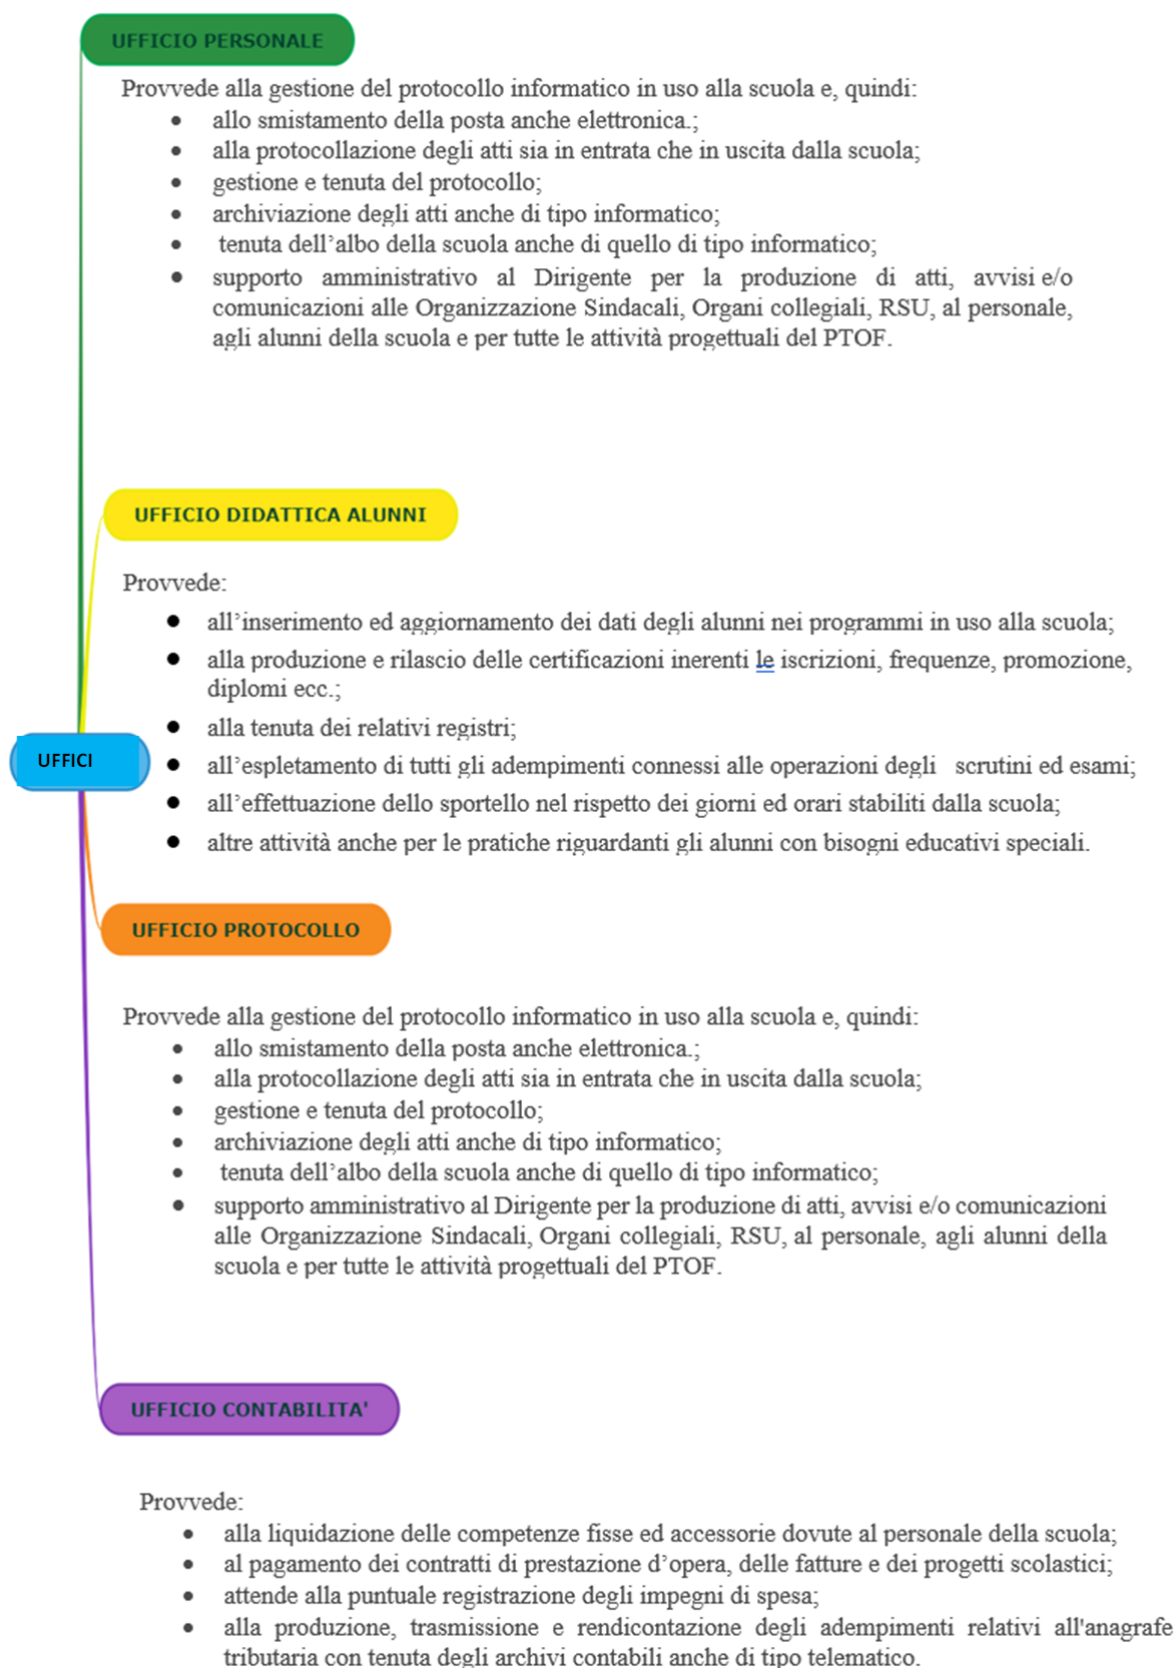 UFFICIO PERSONALE
Provvede alla gestione del protocollo informatico in uso alla scuola e, quindi:
• allo smistamento della posta anche elettronica.;
• alla protocollazione degli atti sia in entrata che in uscita dalla scuola;
• gestione e tenuta del protocollo;
• archiviazione degli atti anche di tipo informatico;
• tenuta dell’albo della scuola anche di quello di tipo informatico;
• supporto amministrativo al Dirigente per la produzione di atti, avvisi e/o
comunicazioni alle Organizzazione Sindacali, Organi collegiali, RSU, al personale,
agli alunni della scuola e per tutte le attività progettuali del PTOF.
UFFICIO DIDATTICA ALUNNI
Provvede:
• all’inserimento ed aggiornamento dei dati degli alunni nei programmi in uso alla scuola;
• alla produzione e rilascio delle certificazioni inerenti le iscrizioni, frequenze, promozione,
diplomi ecc.;
• alla tenuta dei relativi registri;
UFFICI
• all’espletamento di tutti gli adempimenti connessi alle operazioni degli scrutini ed esami;
• all’effettuazione dello sportello nel rispetto dei giorni ed orari stabiliti dalla scuola;
• altre attività anche per le pratiche riguardanti gli alunni con bisogni educativi speciali.
UFFICIO PROTOCOLLO
Provvede alla gestione del protocollo informatico in uso alla scuola e, quindi:
• allo smistamento della posta anche elettronica.;
• alla protocollazione degli atti sia in entrata che in uscita dalla scuola;
• gestione e tenuta del protocollo;
• archiviazione degli atti anche di tipo informatico;
• tenuta dell’albo della scuola anche di quello di tipo informatico;
• supporto amministrativo al Dirigente per la produzione di atti, avvisi e/o comunicazioni
alle Organizzazione Sindacali, Organi collegiali, RSU, al personale, agli alunni della
scuola e per tutte le attività progettuali del PTOF.
UFFICIO CONTABILITA'
Provvede:
• alla liquidazione delle competenze fisse ed accessorie dovute al personale della scuola;
• al pagamento dei contratti di prestazione d’opera, delle fatture e dei progetti scolastici;
• attende alla puntuale registrazione degli impegni di spesa;
• alla produzione, trasmissione e rendicontazione degli adempimenti relativi all'anagrafe
tributaria con tenuta degli archivi contabili anche di tipo telematico.